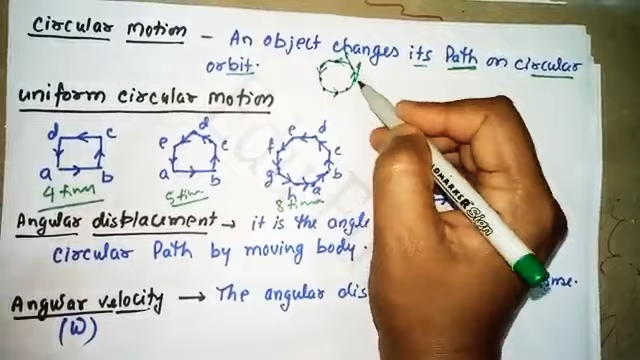 Circular Motion - An object changes its Path on circular
orbit.
uniform circular motion
d c
a b
4 time
d
e c
a b
5 time
e d
f c
g b
h a
8 time
Angular displacement → it is the angle
circular Path by moving body.
Angular velocity → The angular dis
(W)